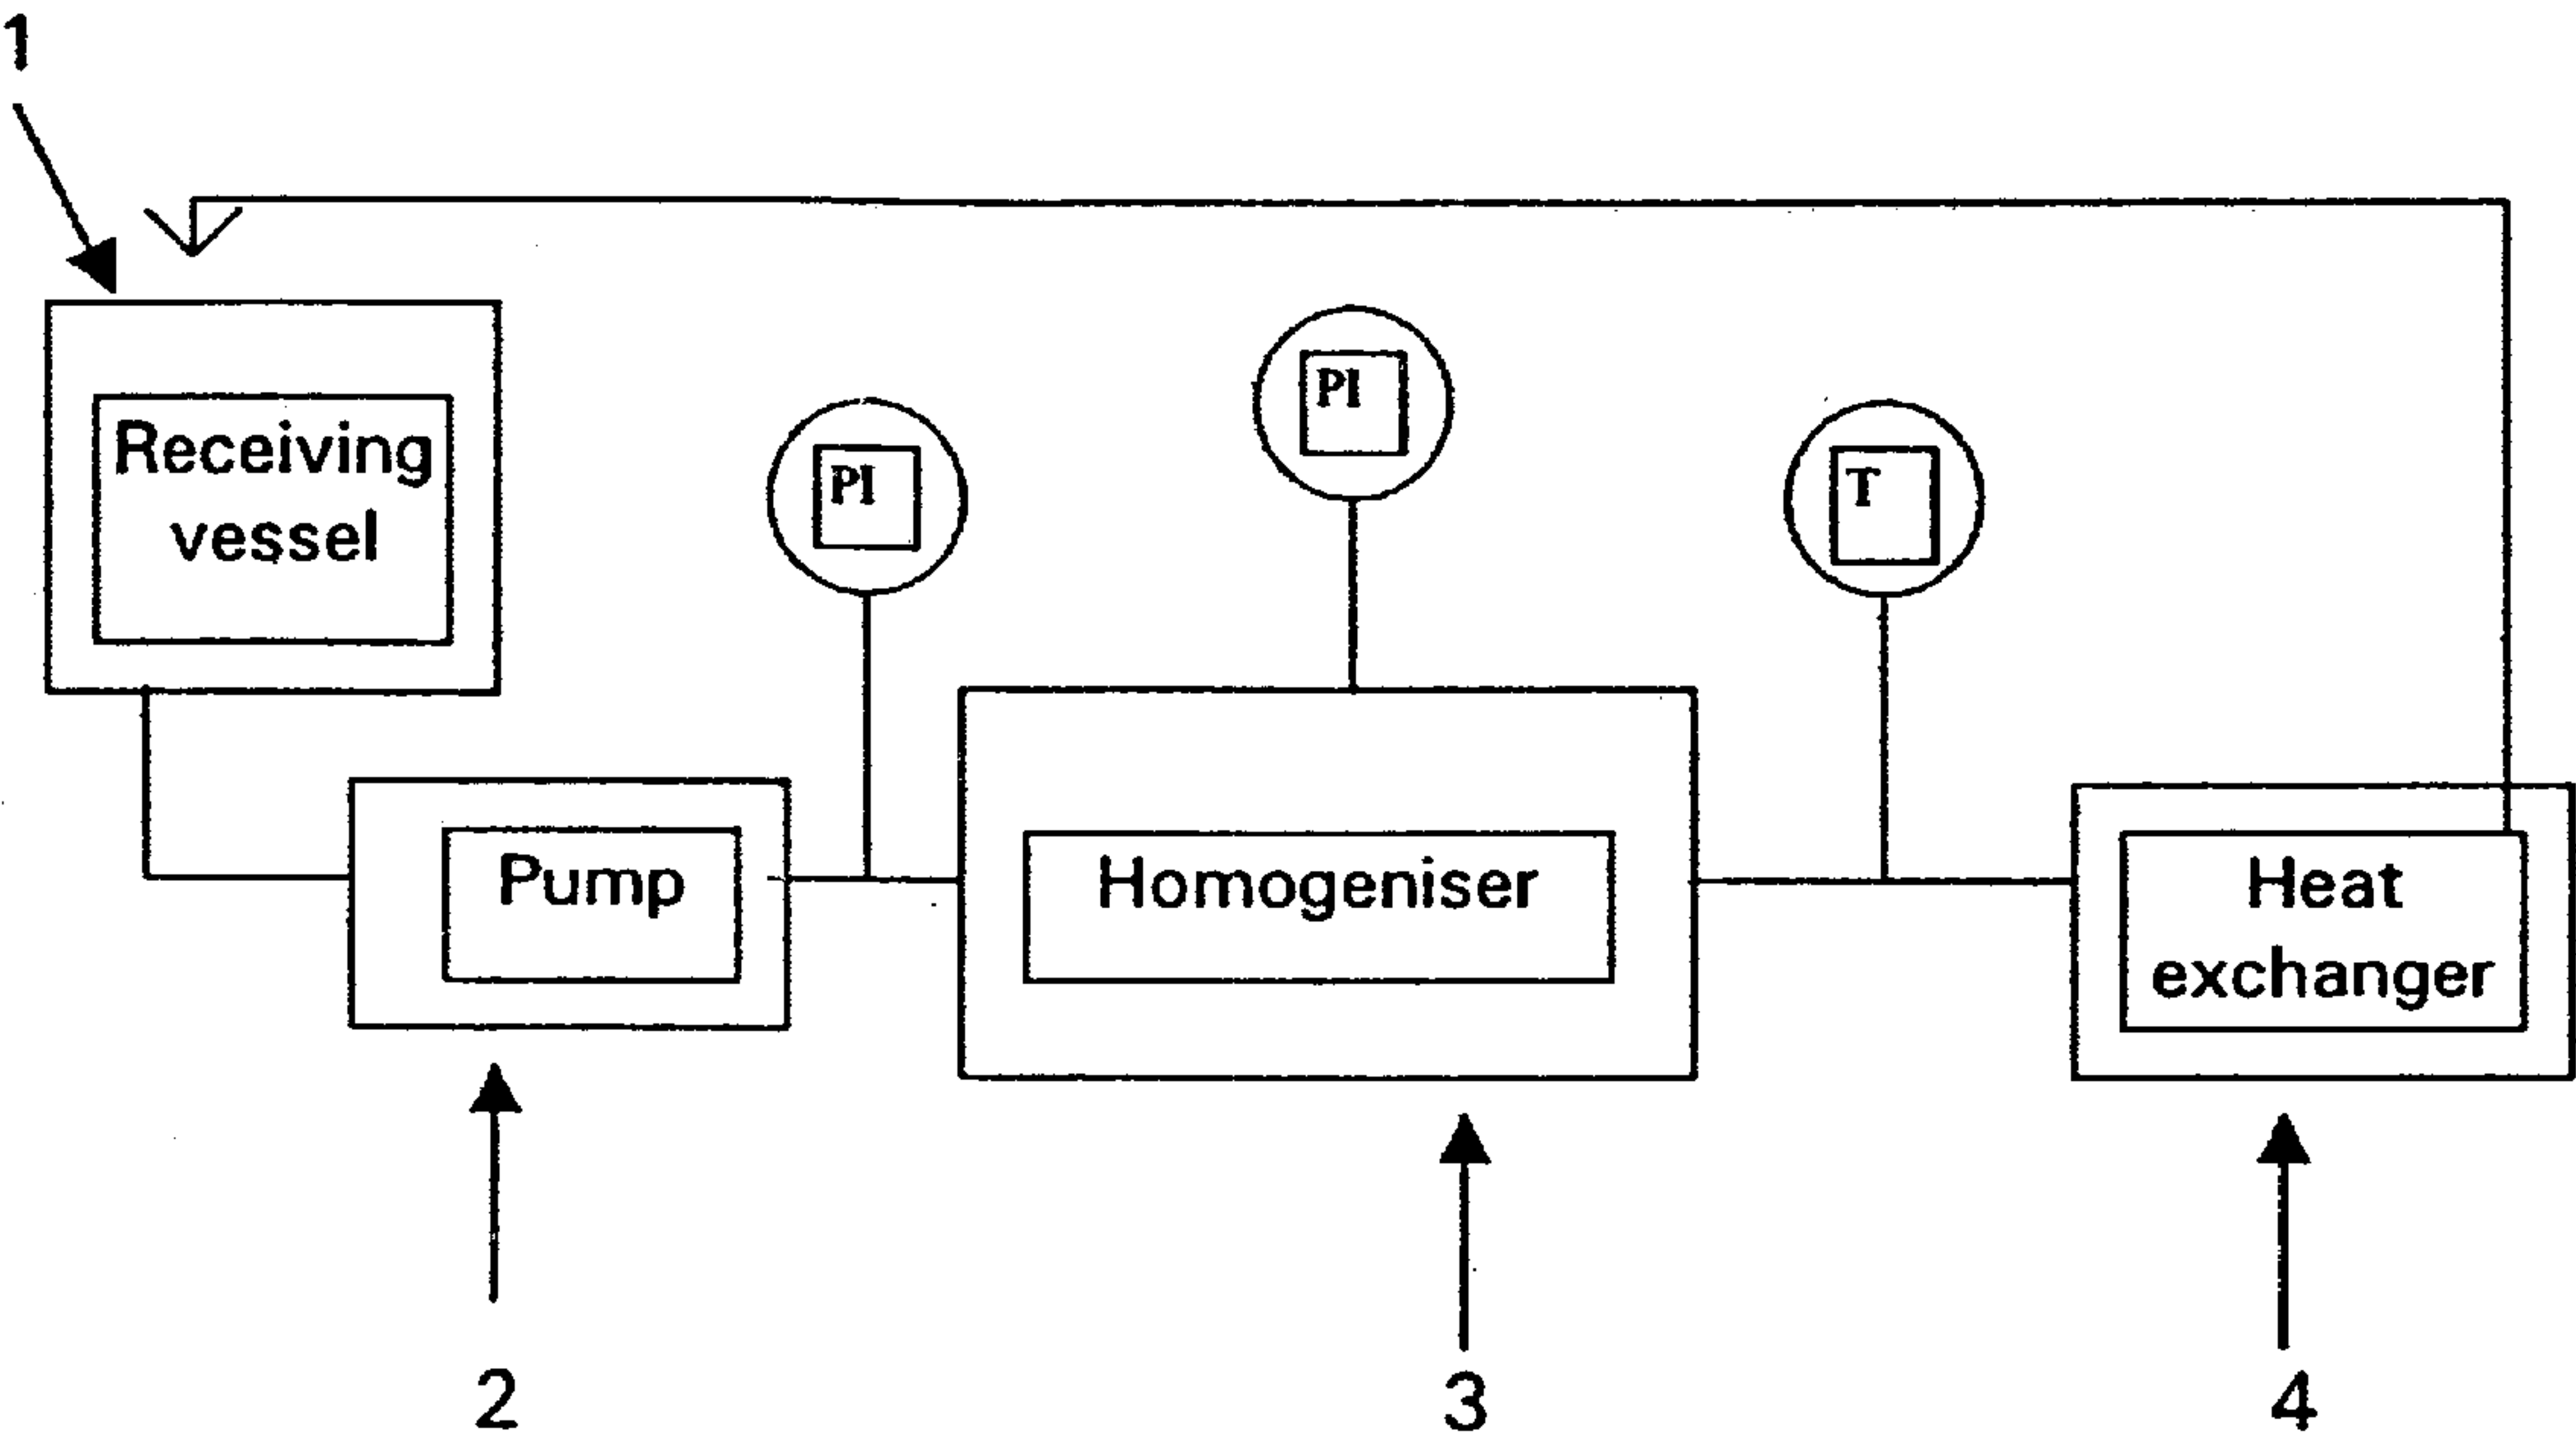 1
Receiving
vessel
PI
PI
T
Pump
Homogeniser
Heat
exchanger
2
3
4